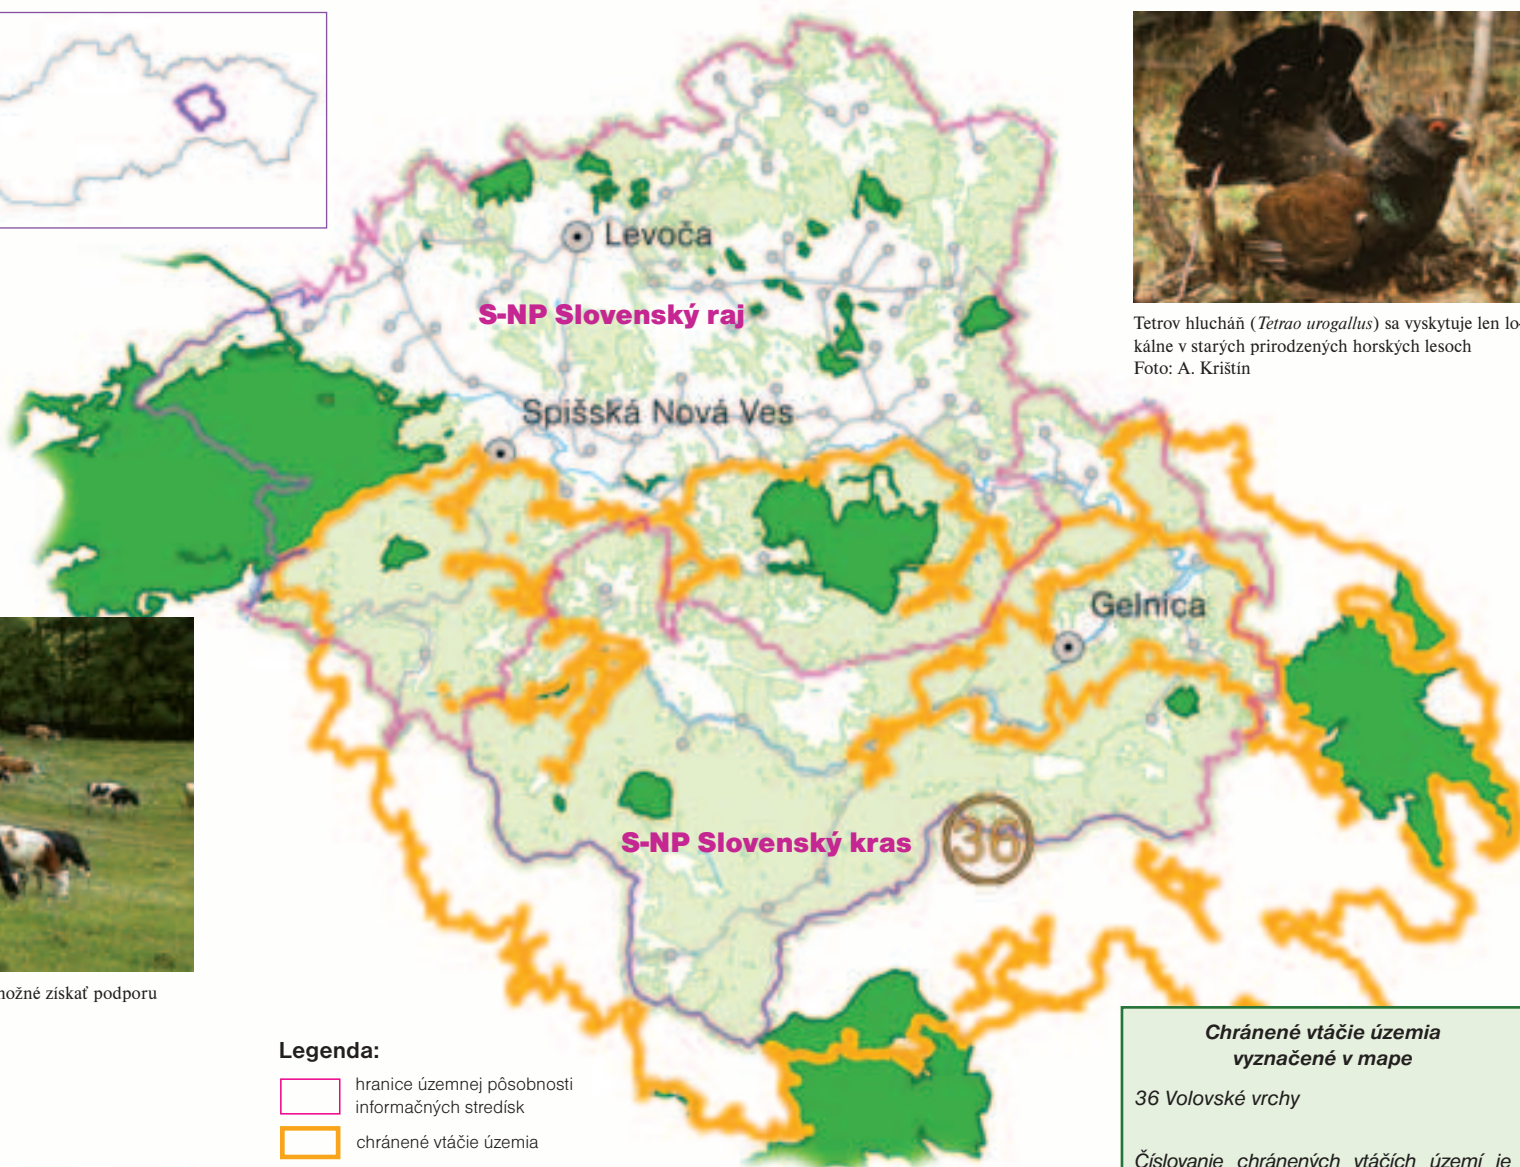 Levoča
S-NP Slovenský raj
Spišská Nová Ves
Gelnica
S-NP Slovenský kras
36
Tetrov hlucháň (Tetrao urogallus) sa vyskytuje len lo-
kálne v starých prirodzených horských lesoch
Foto: A. Krištín
možné získať podporu
Legenda:
hranice územnej pôsobnosti
informačných stredísk
chránené vtáčie územia
Chránené vtáčie územia
vyznačené v mape
36 Volovské vrchy
Číslovanie chránených vtáčích území je